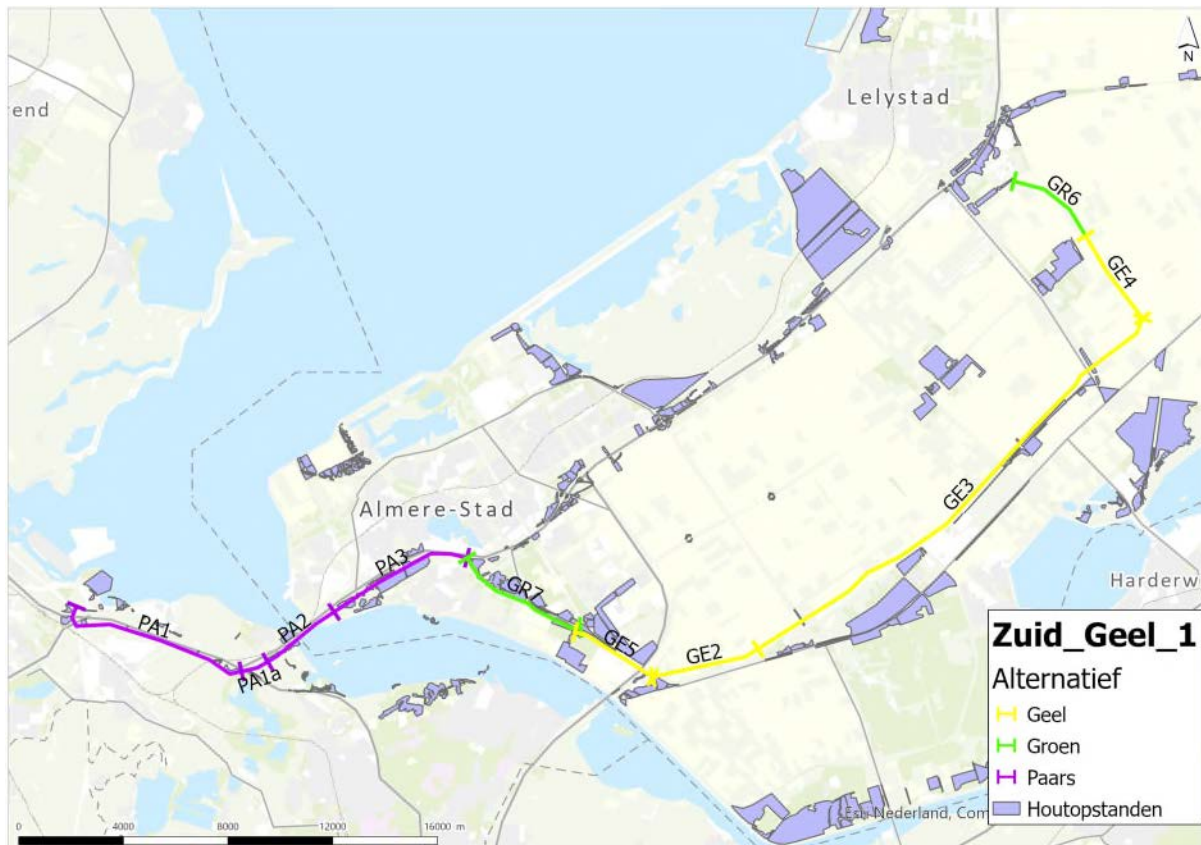 N
rend
Lelystad
GR6
GE4
Almere-Stad
GE3
PA3
GR7
Harderw
PA1
PA2
GE5
GE2
PA1a
Zuid_Geel_1
Alternatief
Geel
Groen
Paars
Houtopstanden
Nederland, Com
0 4000 8000 12000 16000 m